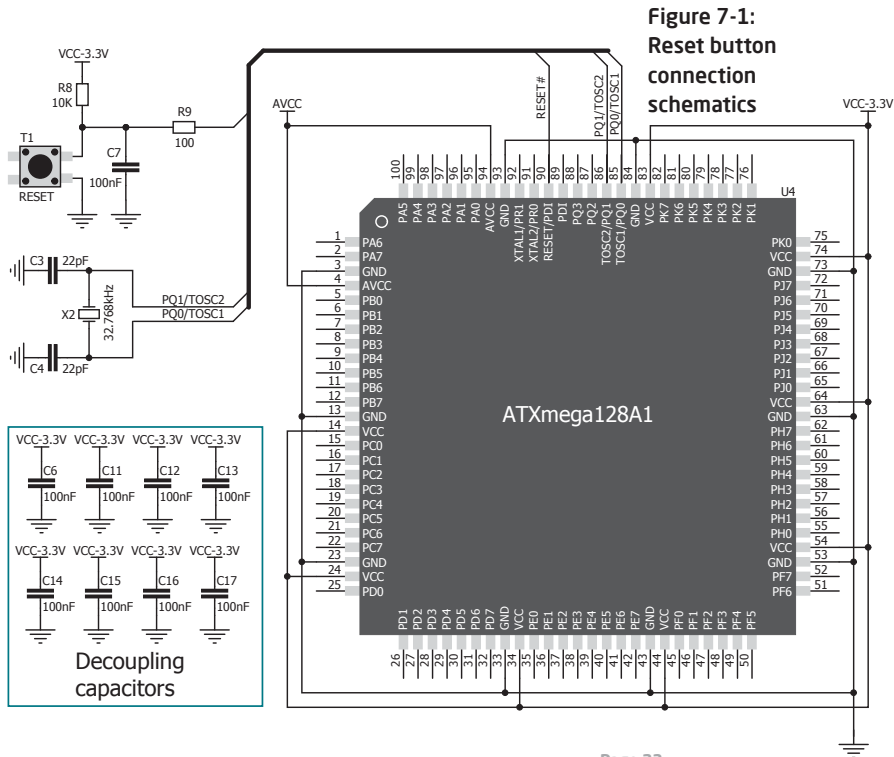 Figure 7-1:
Reset button
connection
schematics
VCC-3.3V
R8
10K
R9
100
T1
RESET
C7
100nF
C3
22pF
X2
32.768kHz
C4
22pF
PQ1/TOSC2
PQ0/TOSC1
AVCC
RESET#
PQ1/TOSC2
PQ0/TOSC1
VCC-3.3V
U4
100 99 98 97 96 95 94 93 92 91 90 89 88 87 86 85 84 83 82 81 80 79 78 77 76
PA5 PA4 PA3 PA2 PA1 PA0 AVCC GND XTAL1/PR1 XTAL2/PR0 RESET/PDI PDI PQ3 PQ2 TOSC2/PQ1 TOSC1/PQ0 GND VCC PK7 PK6 PK5 PK4 PK3 PK2 PK1
1 PA6
2 PA7
3 GND
4 AVCC
5 PB0
6 PB1
7 PB2
8 PB3
9 PB4
10 PB5
11 PB6
12 PB7
13 GND
14 VCC
15 PC0
16 PC1
17 PC2
18 PC3
19 PC4
20 PC5
21 PC6
22 PC7
23 GND
24 VCC
25 PD0
ATXmega128A1
PK0 75
VCC 74
GND 73
PJ7 72
PJ6 71
PJ5 70
PJ4 69
PJ3 68
PJ2 67
PJ1 66
PJ0 65
VCC 64
GND 63
PH7 62
PH6 61
PH5 60
PH4 59
PH3 58
PH2 57
PH1 56
PH0 55
VCC 54
GND 53
PF7 52
PF6 51
PD1 PD2 PD3 PD4 PD5 PD6 PD7 GND VCC PE0 PE1 PE2 PE3 PE4 PE5 PE6 PE7 GND VCC PF0 PF1 PF2 PF3 PF4 PF5
26 27 28 29 30 31 32 33 34 35 36 37 38 39 40 41 42 43 44 45 46 47 48 49 50
VCC-3.3V VCC-3.3V VCC-3.3V VCC-3.3V
C6 C11 C12 C13
100nF 100nF 100nF 100nF
VCC-3.3V VCC-3.3V VCC-3.3V VCC-3.3V
C14 C15 C16 C17
100nF 100nF 100nF 100nF
Decoupling
capacitors